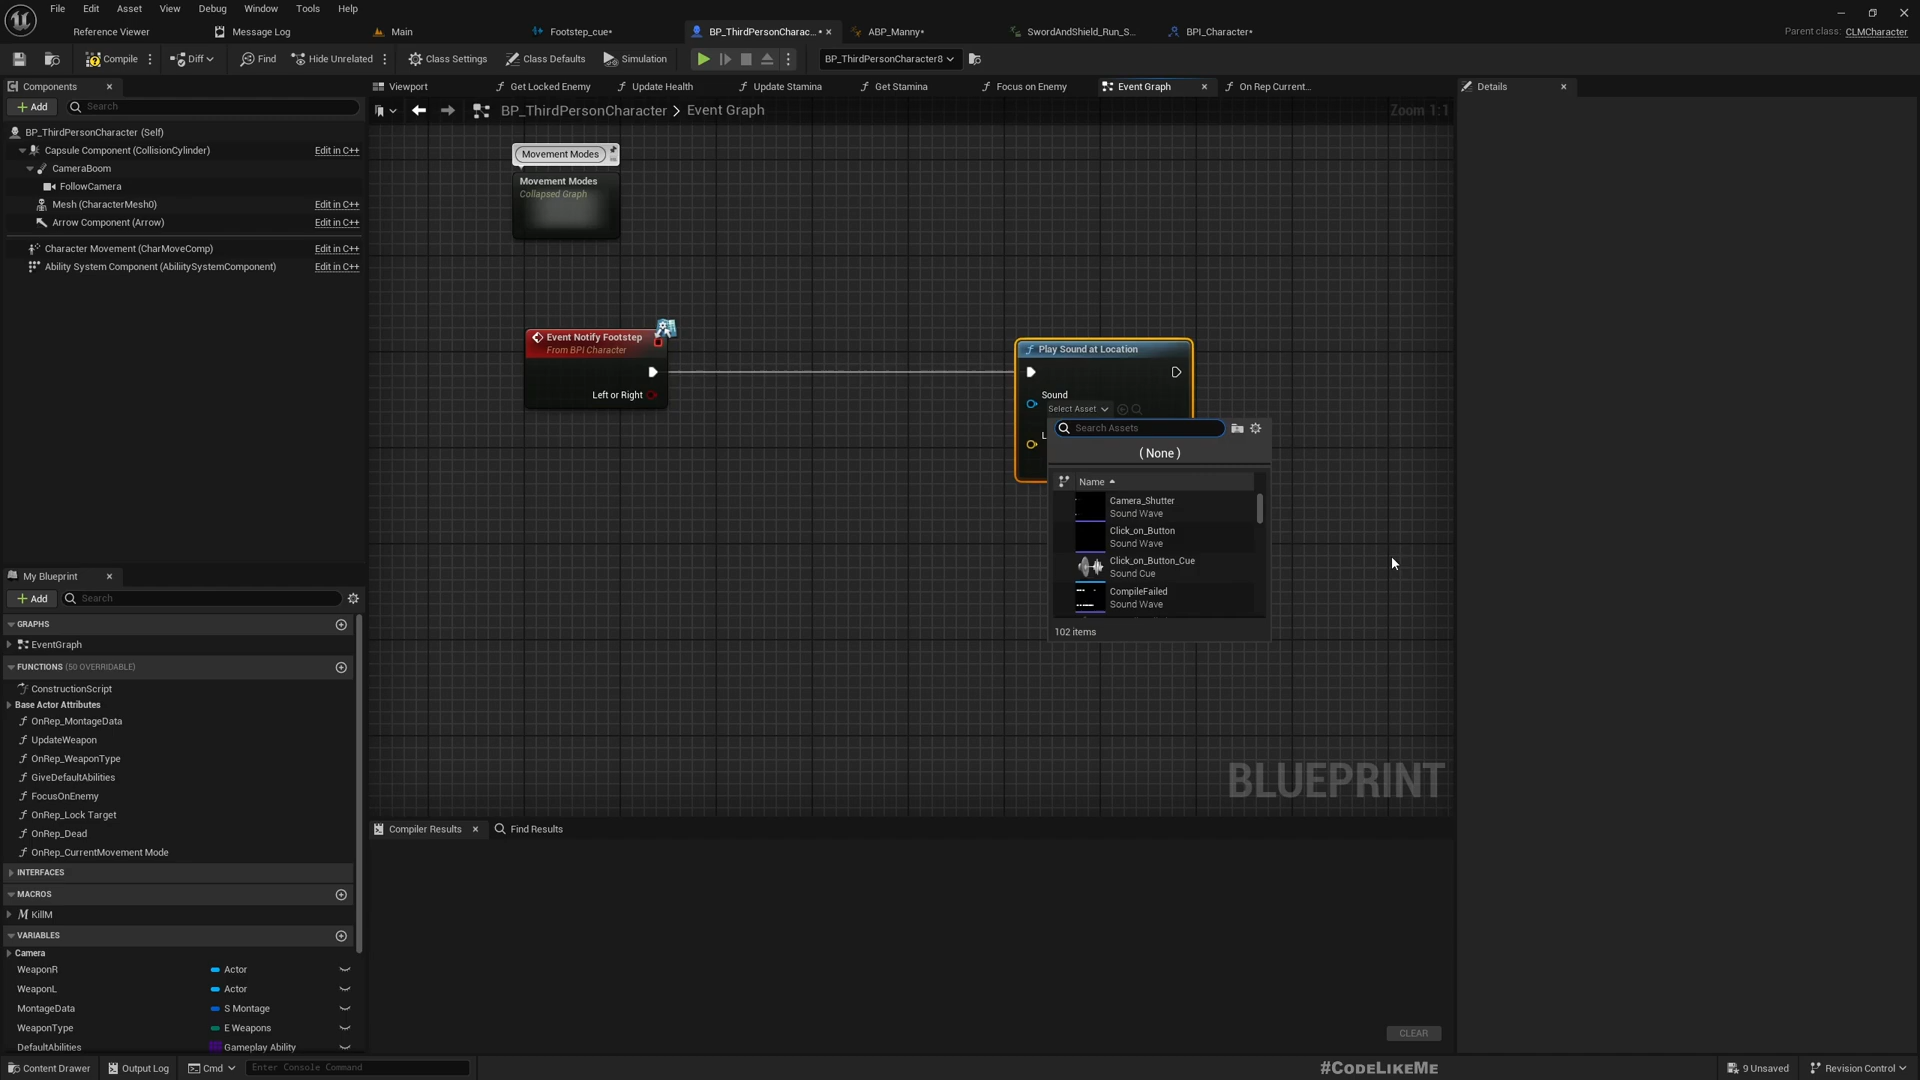 File Edit Asset View Debug Window Tools Help
Reference Viewer Message Log Main Footstep_cue• BP_ThirdPersonCharac...• ABP_Manny• SwordAndShield_Run_S... BPI_Character• Parent class: CLMCharacter
Compile Diff Find Hide Unrelated Class Settings Class Defaults Simulation BP_ThirdPersonCharacter8
Components
Add Search
BP_ThirdPersonCharacter (Self)
Capsule Component (CollisionCylinder) Edit in C++
CameraBoom
FollowCamera
Mesh (CharacterMesh0) Edit in C++
Arrow Component (Arrow) Edit in C++
Character Movement (CharMoveComp) Edit in C++
Ability System Component (AbiliitySystemComponent) Edit in C++
My Blueprint
Add Search
GRAPHS
EventGraph
FUNCTIONS (50 OVERRIDABLE)
ConstructionScript
Base Actor Attributes
OnRep_MontageData
UpdateWeapon
OnRep_WeaponType
GiveDefaultAbilities
FocusOnEnemy
OnRep_Lock Target
OnRep_Dead
OnRep_CurrentMovement Mode
INTERFACES
MACROS
KillM
VARIABLES
Camera
WeaponR Actor
WeaponL Actor
MontageData S Montage
WeaponType E Weapons
DefaultAbilities Gameplay Ability
Viewport Get Locked Enemy Update Health Update Stamina Get Stamina Focus on Enemy Event Graph On Rep Current...
BP_ThirdPersonCharacter > Event Graph Zoom 1:1
Movement Modes
Movement Modes
Collapsed Graph
Event Notify Footstep
From BPI Character
Left or Right
Play Sound at Location
Sound
Select Asset
L
Search Assets
( None )
Name
Camera_Shutter
Sound Wave
Click_on_Button
Sound Wave
Click_on_Button_Cue
Sound Cue
CompileFailed
Sound Wave
102 items
BLUEPRINT
Compiler Results Find Results
CLEAR
Details
Content Drawer Output Log Cmd Enter Console Command #CODELIKEME 9 Unsaved Revision Control